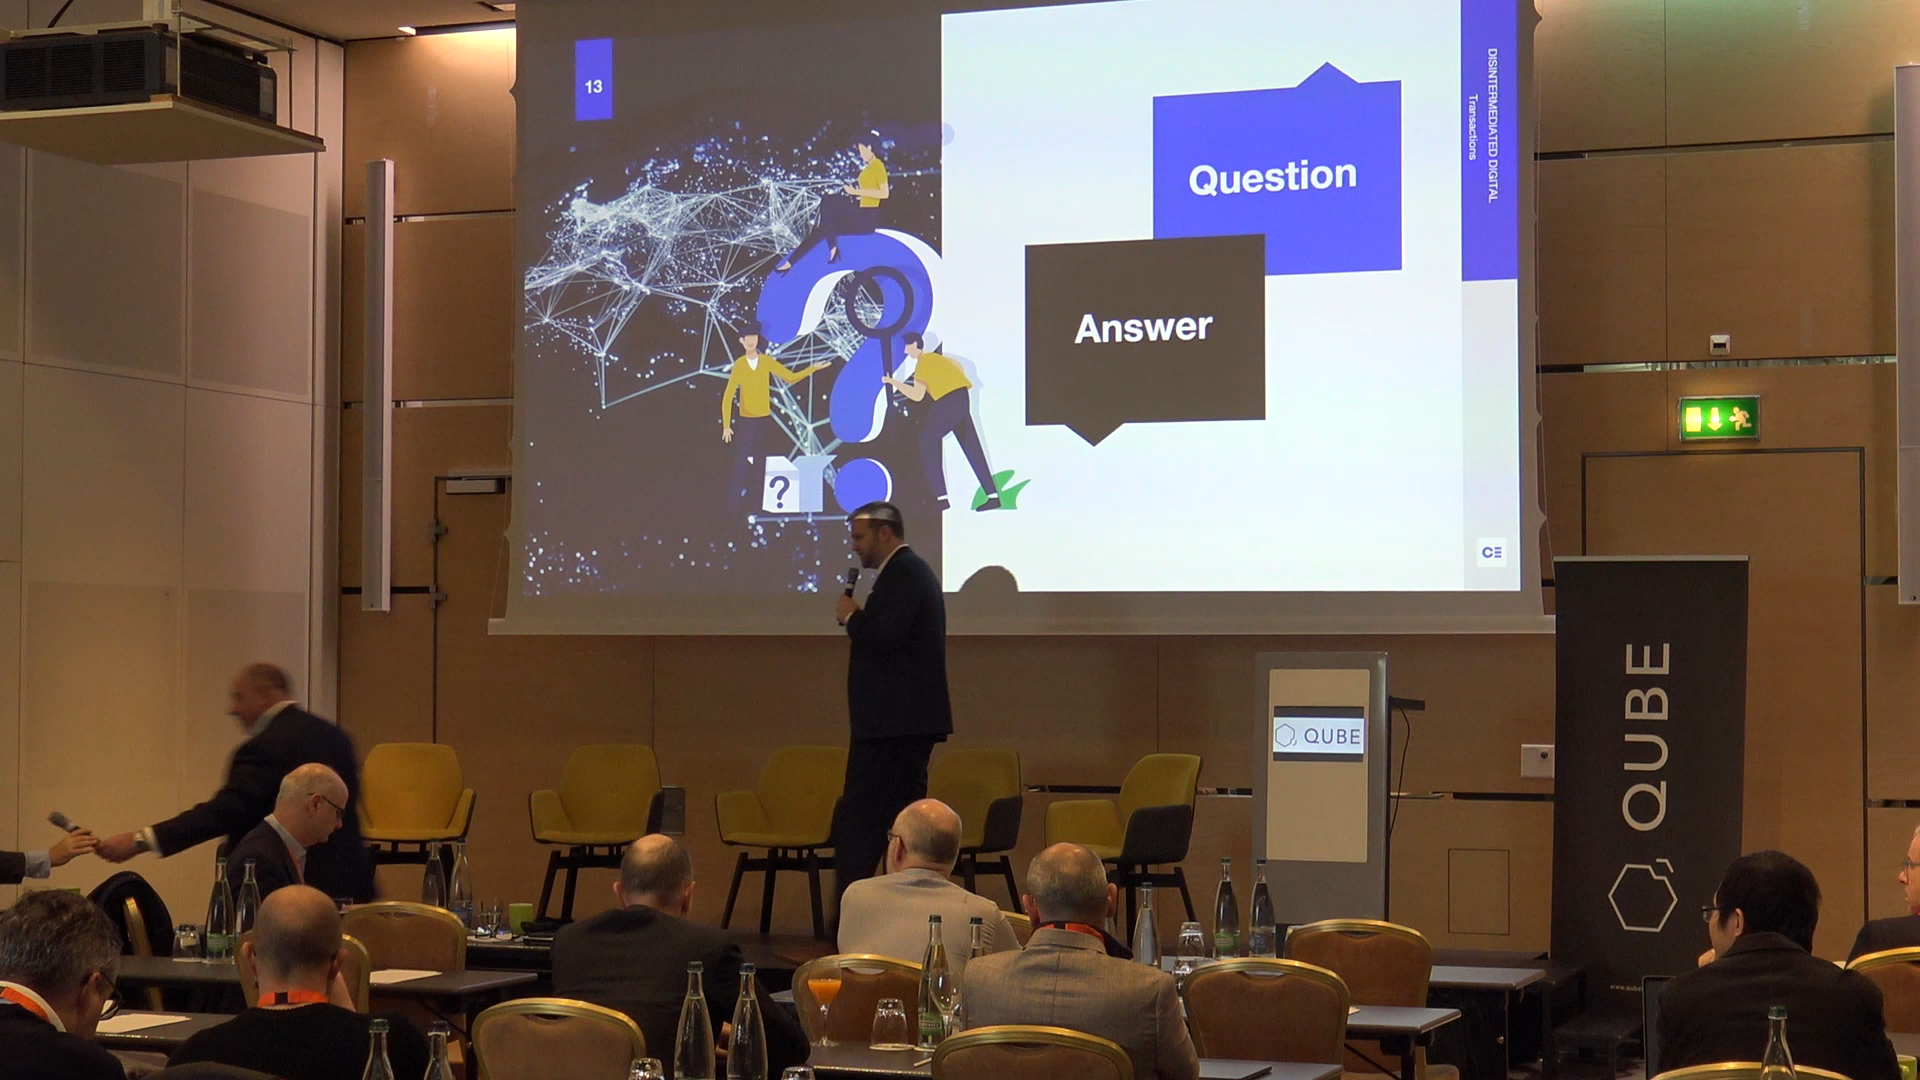 13
Question
Answer
DISINTERMEDIATED DIGITAL
Transactions
?
CE
QUBE
QUBE